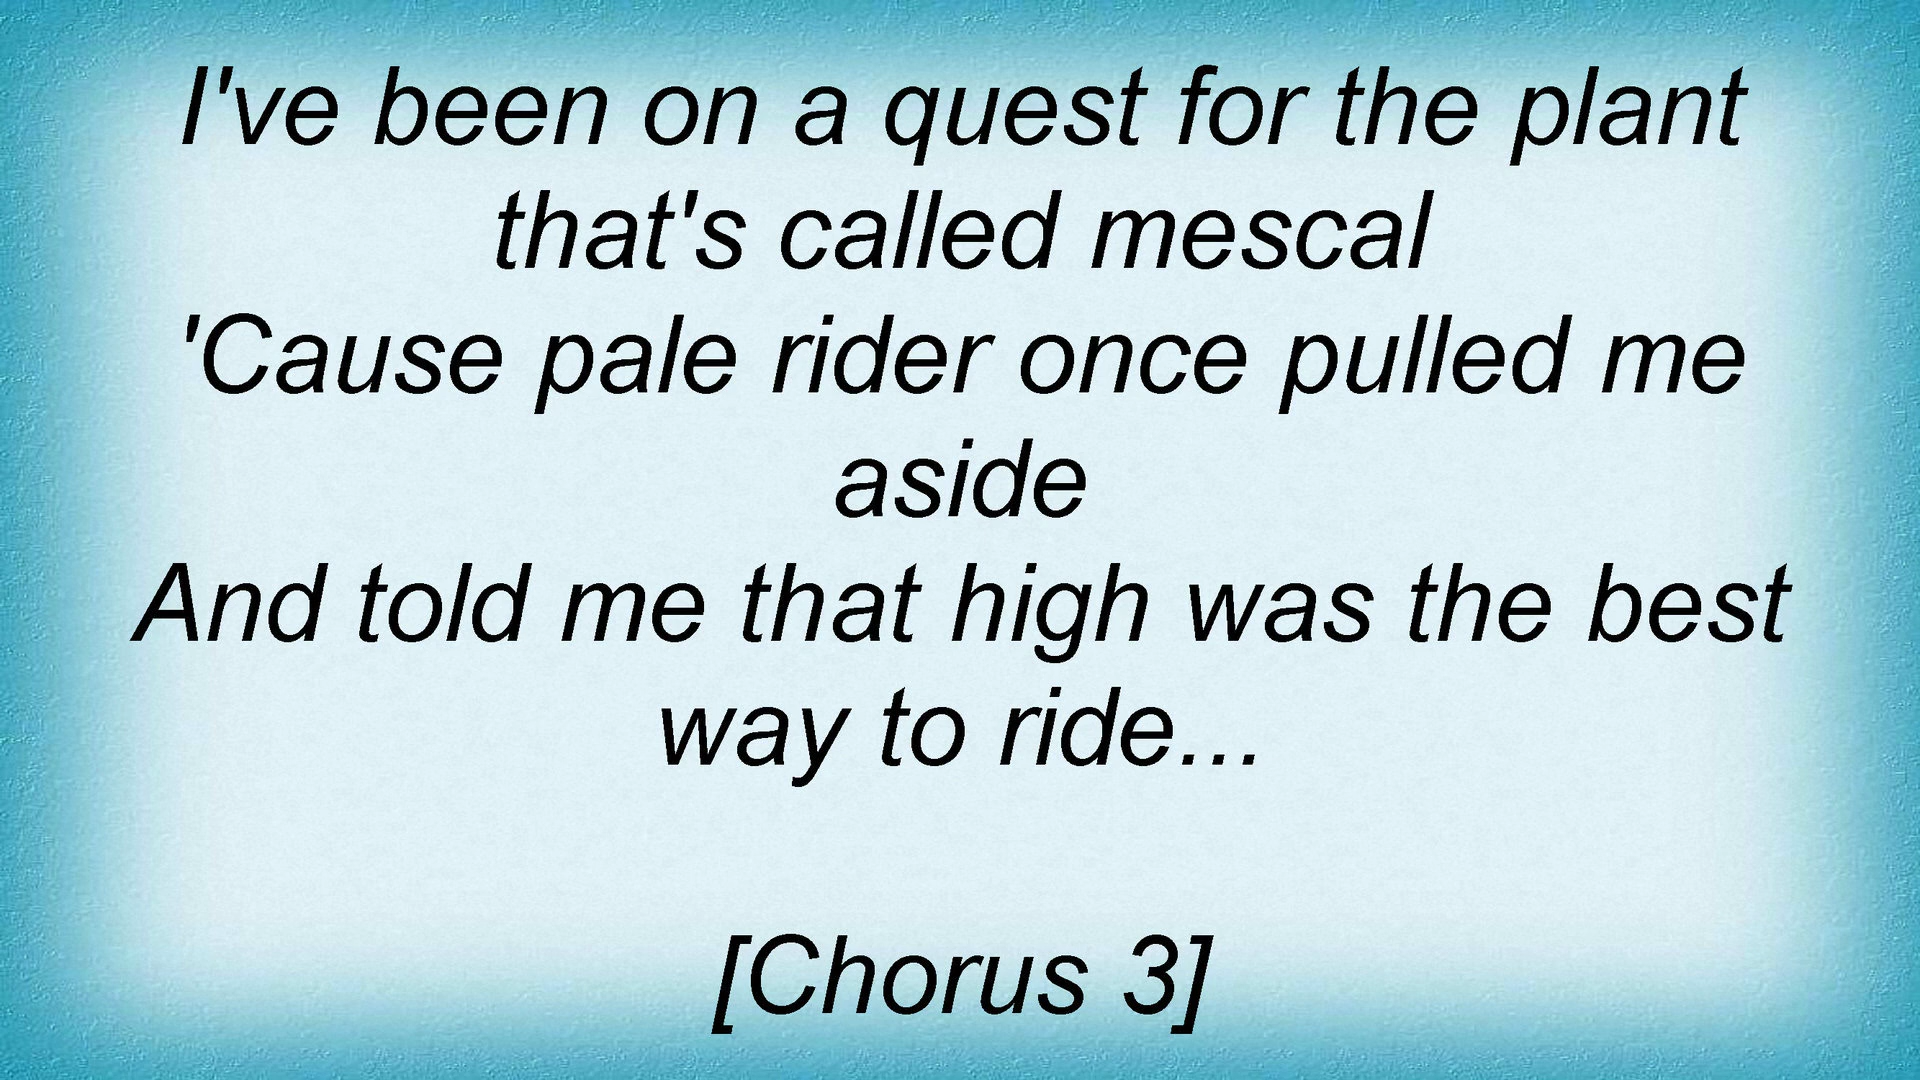 I've been on a quest for the plant
that's called mescal
'Cause pale rider once pulled me
aside
And told me that high was the best
way to ride...
[Chorus 3]